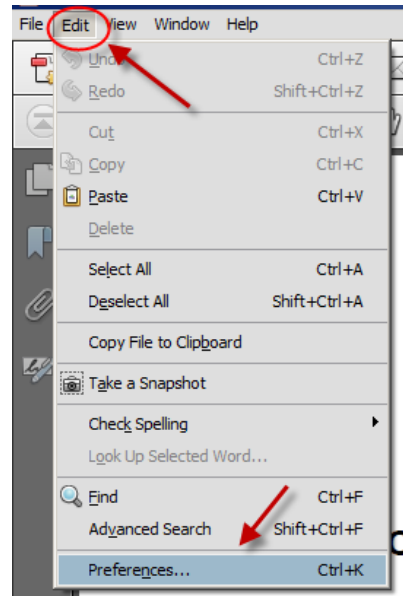 File Edit View Window Help
Undo Ctrl+Z
Redo Shift+Ctrl+Z
Cut Ctrl+X
Copy Ctrl+C
Paste Ctrl+V
Delete
Select All Ctrl+A
Deselect All Shift+Ctrl+A
Copy File to Clipboard
Take a Snapshot
Check Spelling
Look Up Selected Word...
Find Ctrl+F
Advanced Search Shift+Ctrl+F
Preferences... Ctrl+K